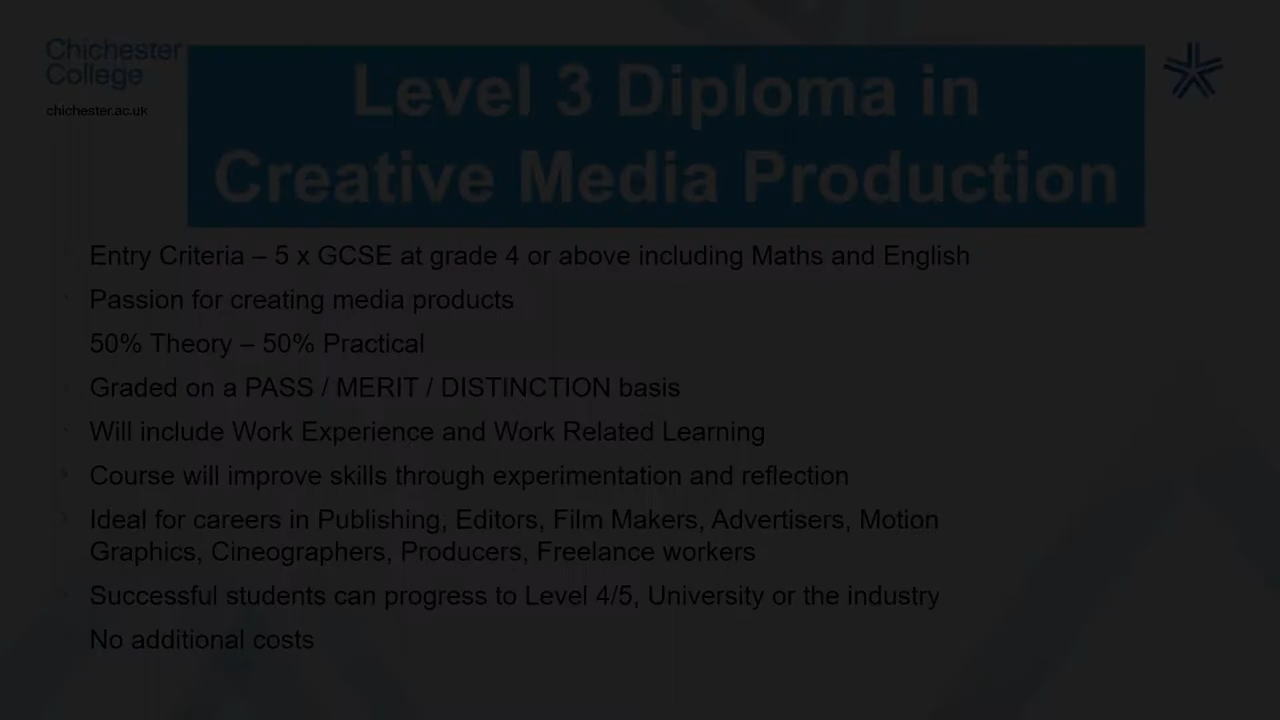 Chichester
College
chichester.ac.uk
Level 3 Diploma in
Creative Media Production
Entry Criteria – 5 x GCSE at grade 4 or above including Maths and English
Passion for creating media products
50% Theory – 50% Practical
Graded on a PASS / MERIT / DISTINCTION basis
Will include Work Experience and Work Related Learning
Course will improve skills through experimentation and reflection
Ideal for careers in Publishing, Editors, Film Makers, Advertisers, Motion
Graphics, Cineographers, Producers, Freelance workers
Successful students can progress to Level 4/5, University or the industry
No additional costs